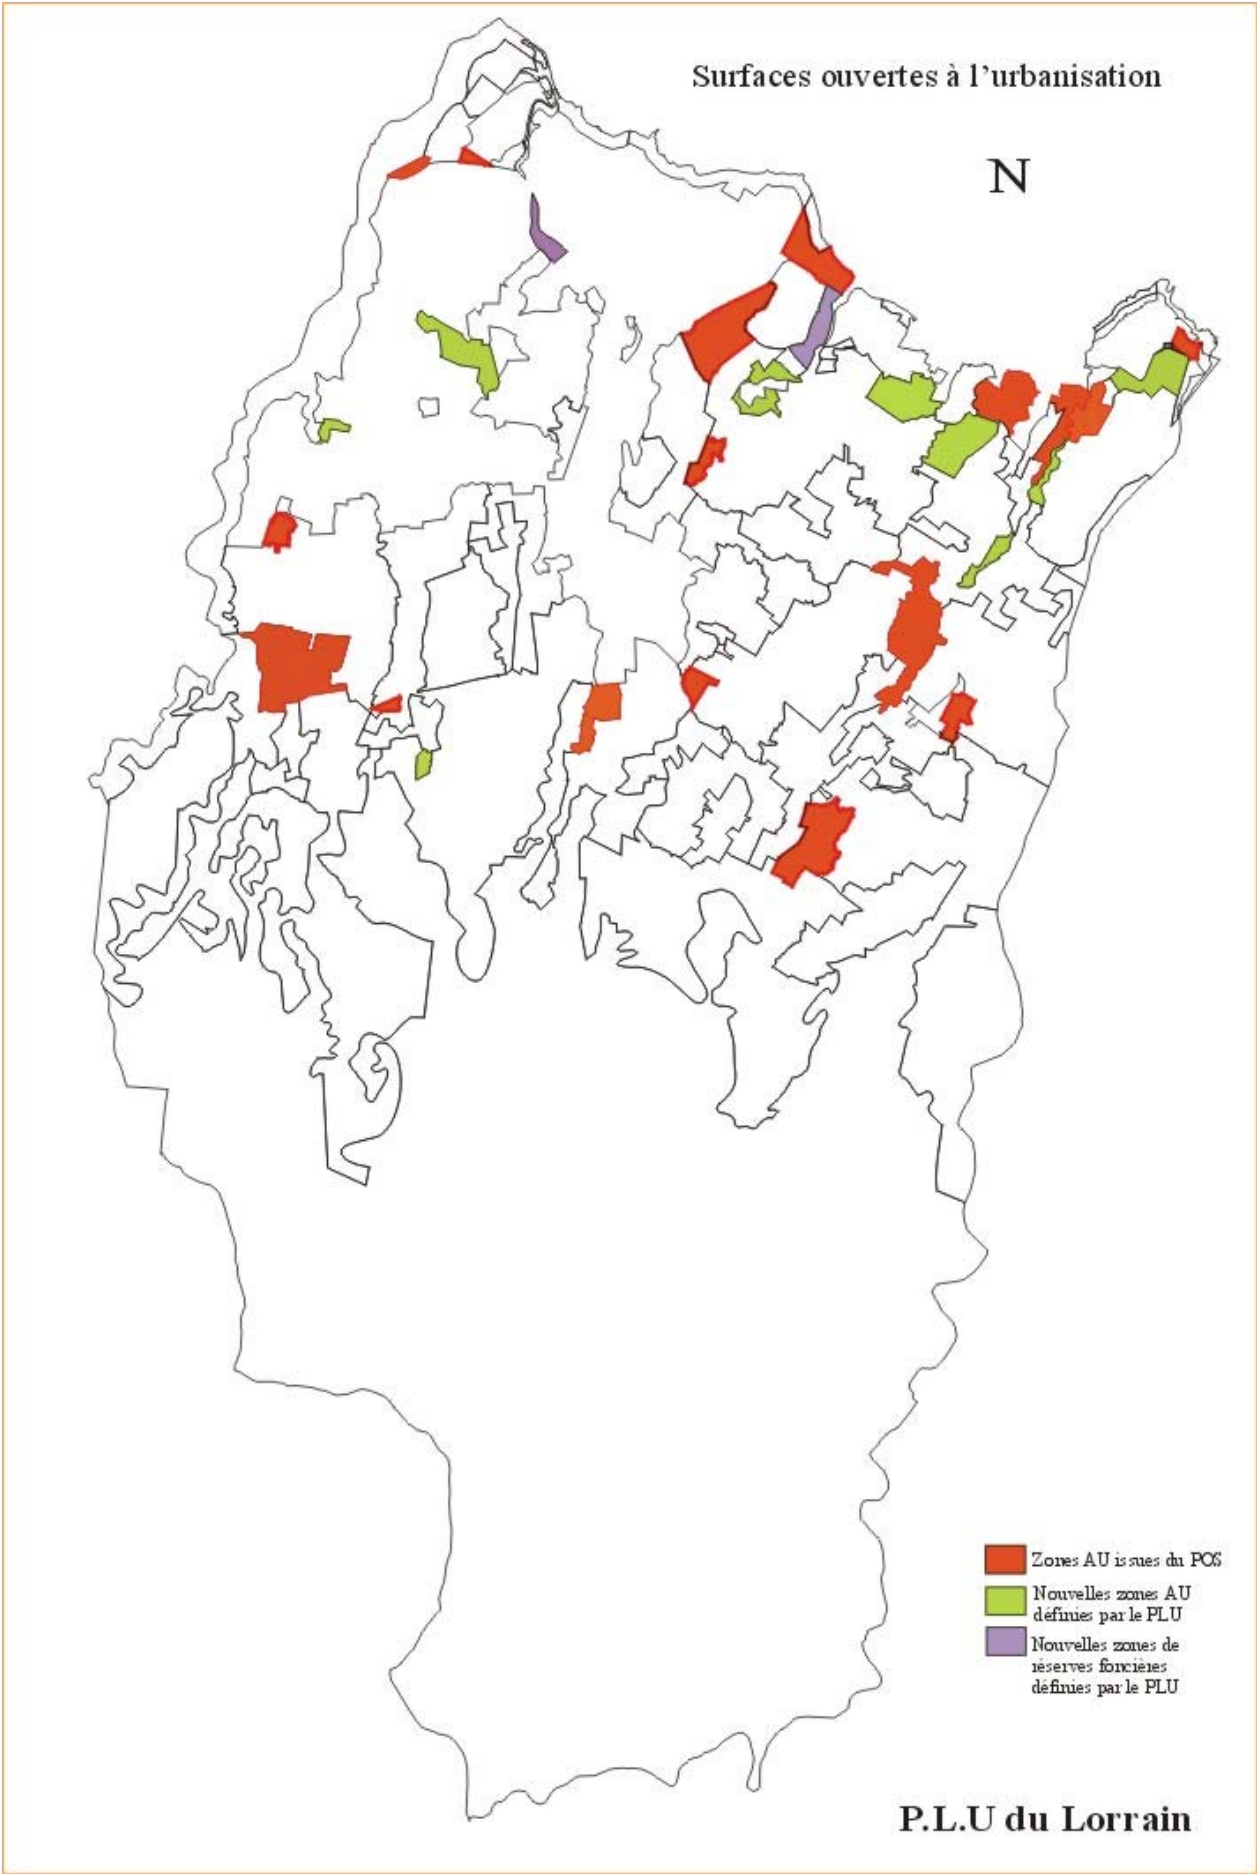 Surfaces ouvertes à l’urbanisation
N
Zones AU issues du POS
Nouvelles zones AU
définies par le PLU
Nouvelles zones de
réserves foncières
définies par le PLU
P.L.U du Lorrain